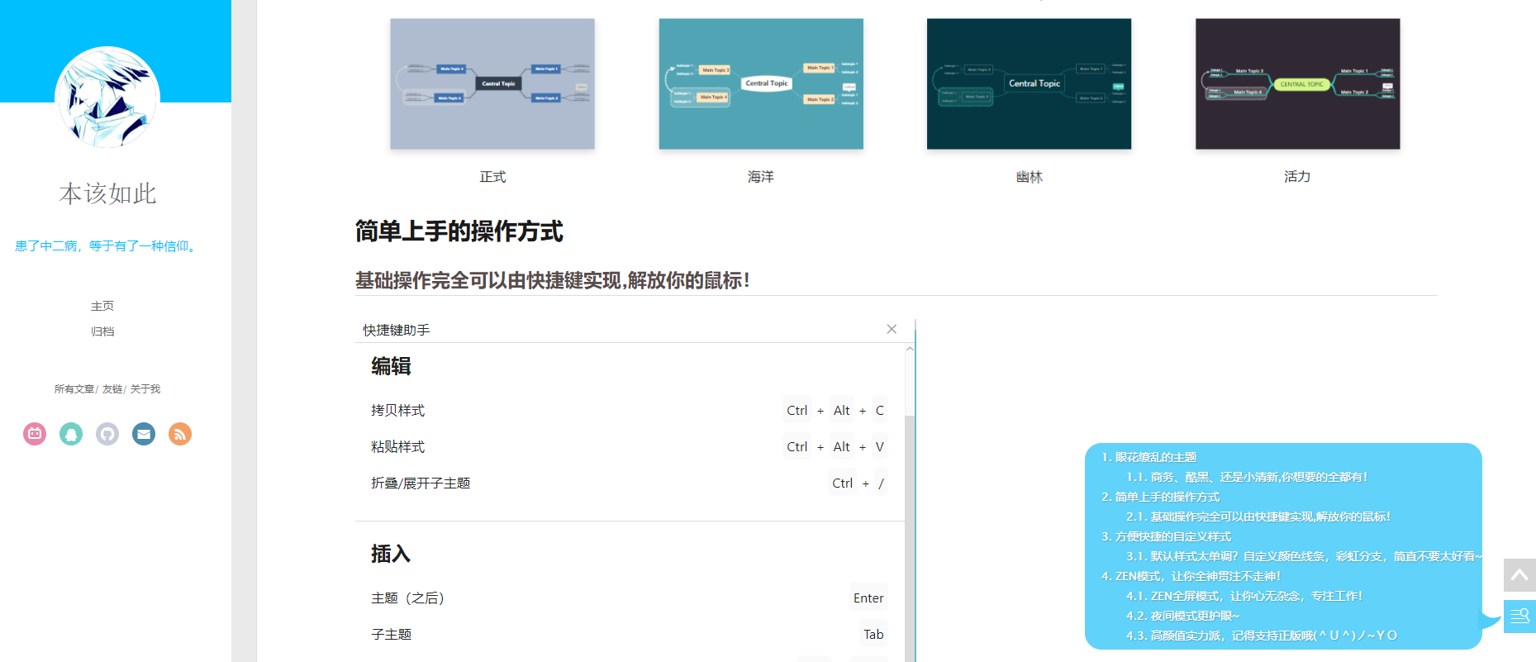 本该如此
患了中二病，等于有了一种信仰。
主页
归档
所有文章/ 友链/ 关于我
Main Topic 3
Main Topic 1
Central Topic
Main Topic 4
Main Topic 2
Main Topic 3
Main Topic 1
Central Topic
Main Topic 4
Main Topic 2
Main Topic 3
Main Topic 1
Central Topic
Main Topic 4
Main Topic 2
Main Topic 3
Main Topic 1
CENTRAL TOPIC
Main Topic 4
Main Topic 2
正式
海洋
幽林
活力
简单上手的操作方式
基础操作完全可以由快捷键实现,解放你的鼠标！
快捷键助手
编辑
拷贝样式 Ctrl + Alt + C
粘贴样式 Ctrl + Alt + V
折叠/展开子主题 Ctrl + /
插入
主题（之后） Enter
子主题 Tab
1. 眼花缭乱的主题
1.1. 商务、酷黑、还是小清新,你想要的全都有！
2. 简单上手的操作方式
2.1. 基础操作完全可以由快捷键实现,解放你的鼠标！
3. 方便快捷的自定义样式
3.1. 默认样式太单调？自定义颜色线条，彩虹分支，简直不要太好看~
4. ZEN模式，让你全神贯注不走神！
4.1. ZEN全屏模式，让你心无杂念，专注工作！
4.2. 夜间模式更护眼~
4.3. 高颜值实力派，记得支持正版哦(＾Ｕ＾)ノ~ＹＯ